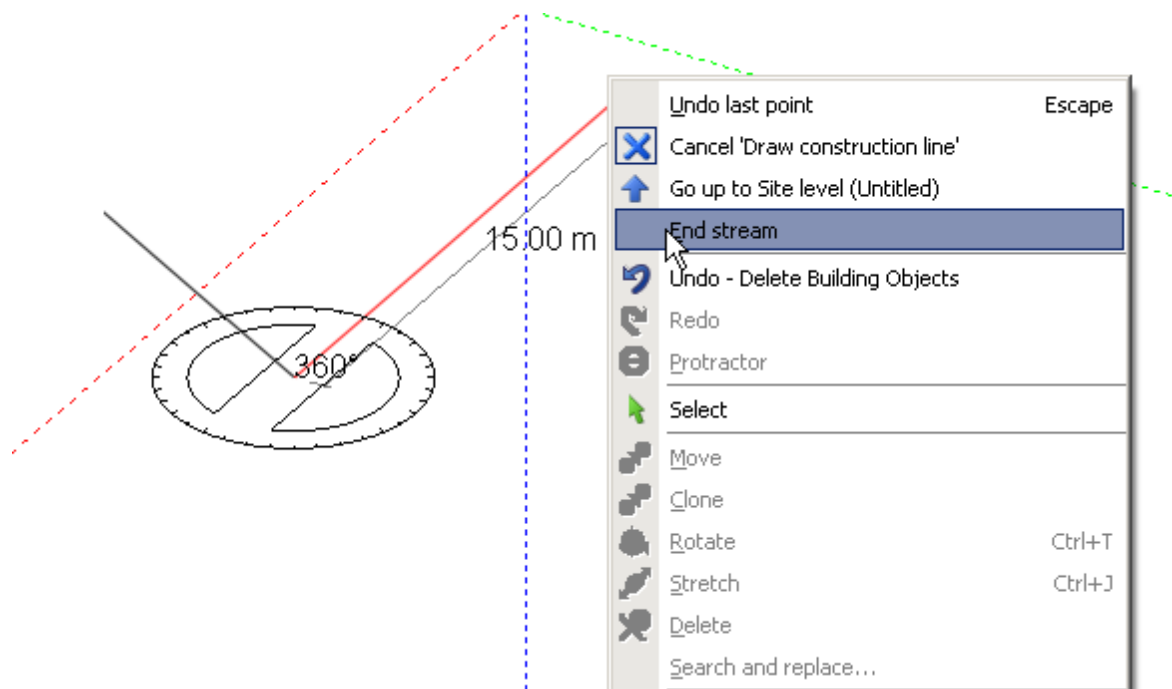 Undo last point Escape
Cancel 'Draw construction line'
Go up to Site level (Untitled)
End stream
15.00 m
Undo - Delete Building Objects
Redo
Protractor
360°
Select
Move
Clone
Rotate Ctrl+T
Stretch Ctrl+J
Delete
Search and replace...